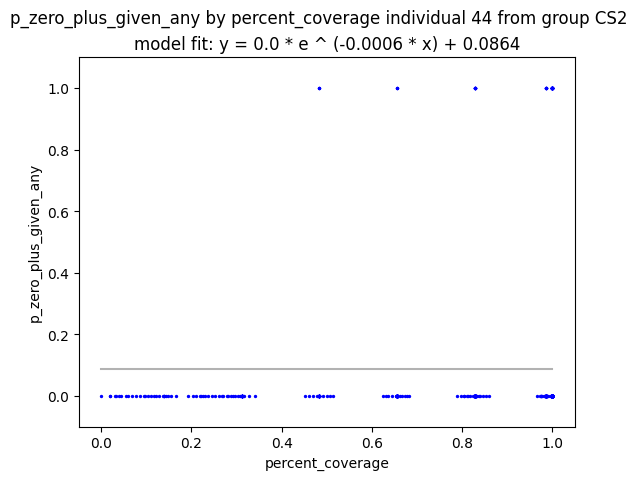 p_zero_plus_given_any by percent_coverage individual 44 from group CS2
model fit: y = 0.0 * e ^ (-0.0006 * x) + 0.0864
1.0
0.8
0.6
0.4
0.2
0.0
p_zero_plus_given_any
0.0 0.2 0.4 0.6 0.8 1.0
percent_coverage